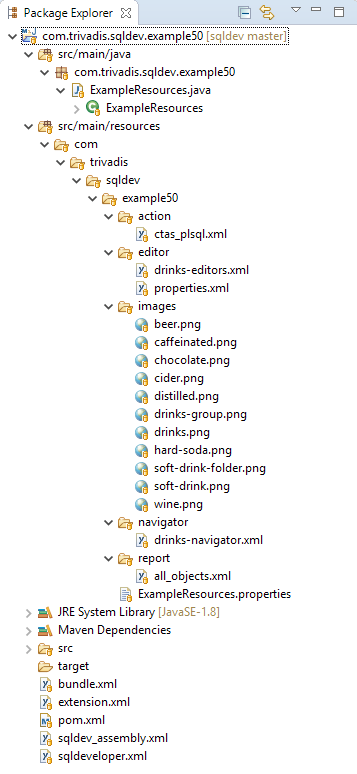 Package Explorer
com.trivadis.sqldev.example50 [sqldev master]
src/main/java
com.trivadis.sqldev.example50
ExampleResources.java
ExampleResources
src/main/resources
com
trivadis
sqldev
example50
action
ctas_plsql.xml
editor
drinks-editors.xml
properties.xml
images
beer.png
caffeinated.png
chocolate.png
cider.png
distilled.png
drinks-group.png
drinks.png
hard-soda.png
soft-drink-folder.png
soft-drink.png
wine.png
navigator
drinks-navigator.xml
report
all_objects.xml
ExampleResources.properties
JRE System Library [JavaSE-1.8]
Maven Dependencies
src
target
bundle.xml
extension.xml
pom.xml
sqldev_assembly.xml
sqldeveloper.xml